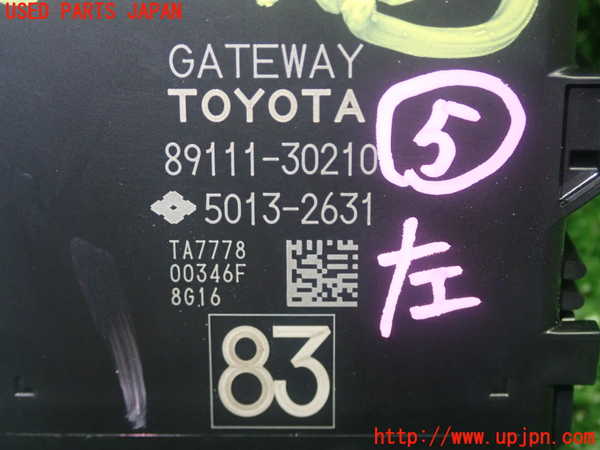 USED PARTS JAPAN
GATEWAY
TOYOTA
89111-30210
5013-2631
TA7778
00346F
8G16
83
5
左
http://www.upjpn.com/